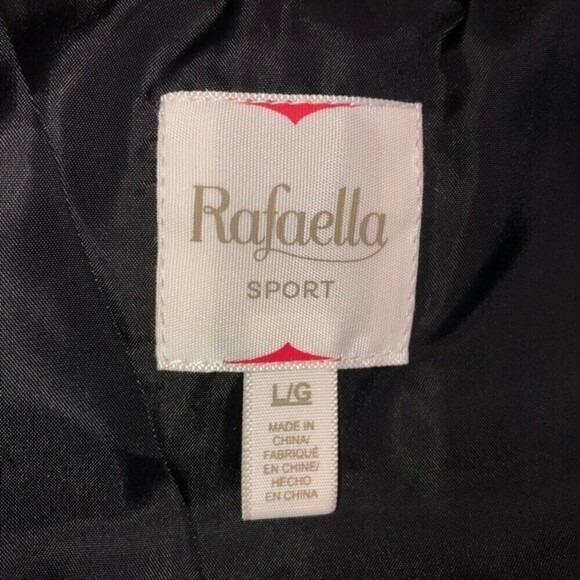 Rafaella
SPORT
L/G
MADE IN
CHINA/
FABRIQUÉ
EN CHINE/
HECHO
EN CHINA